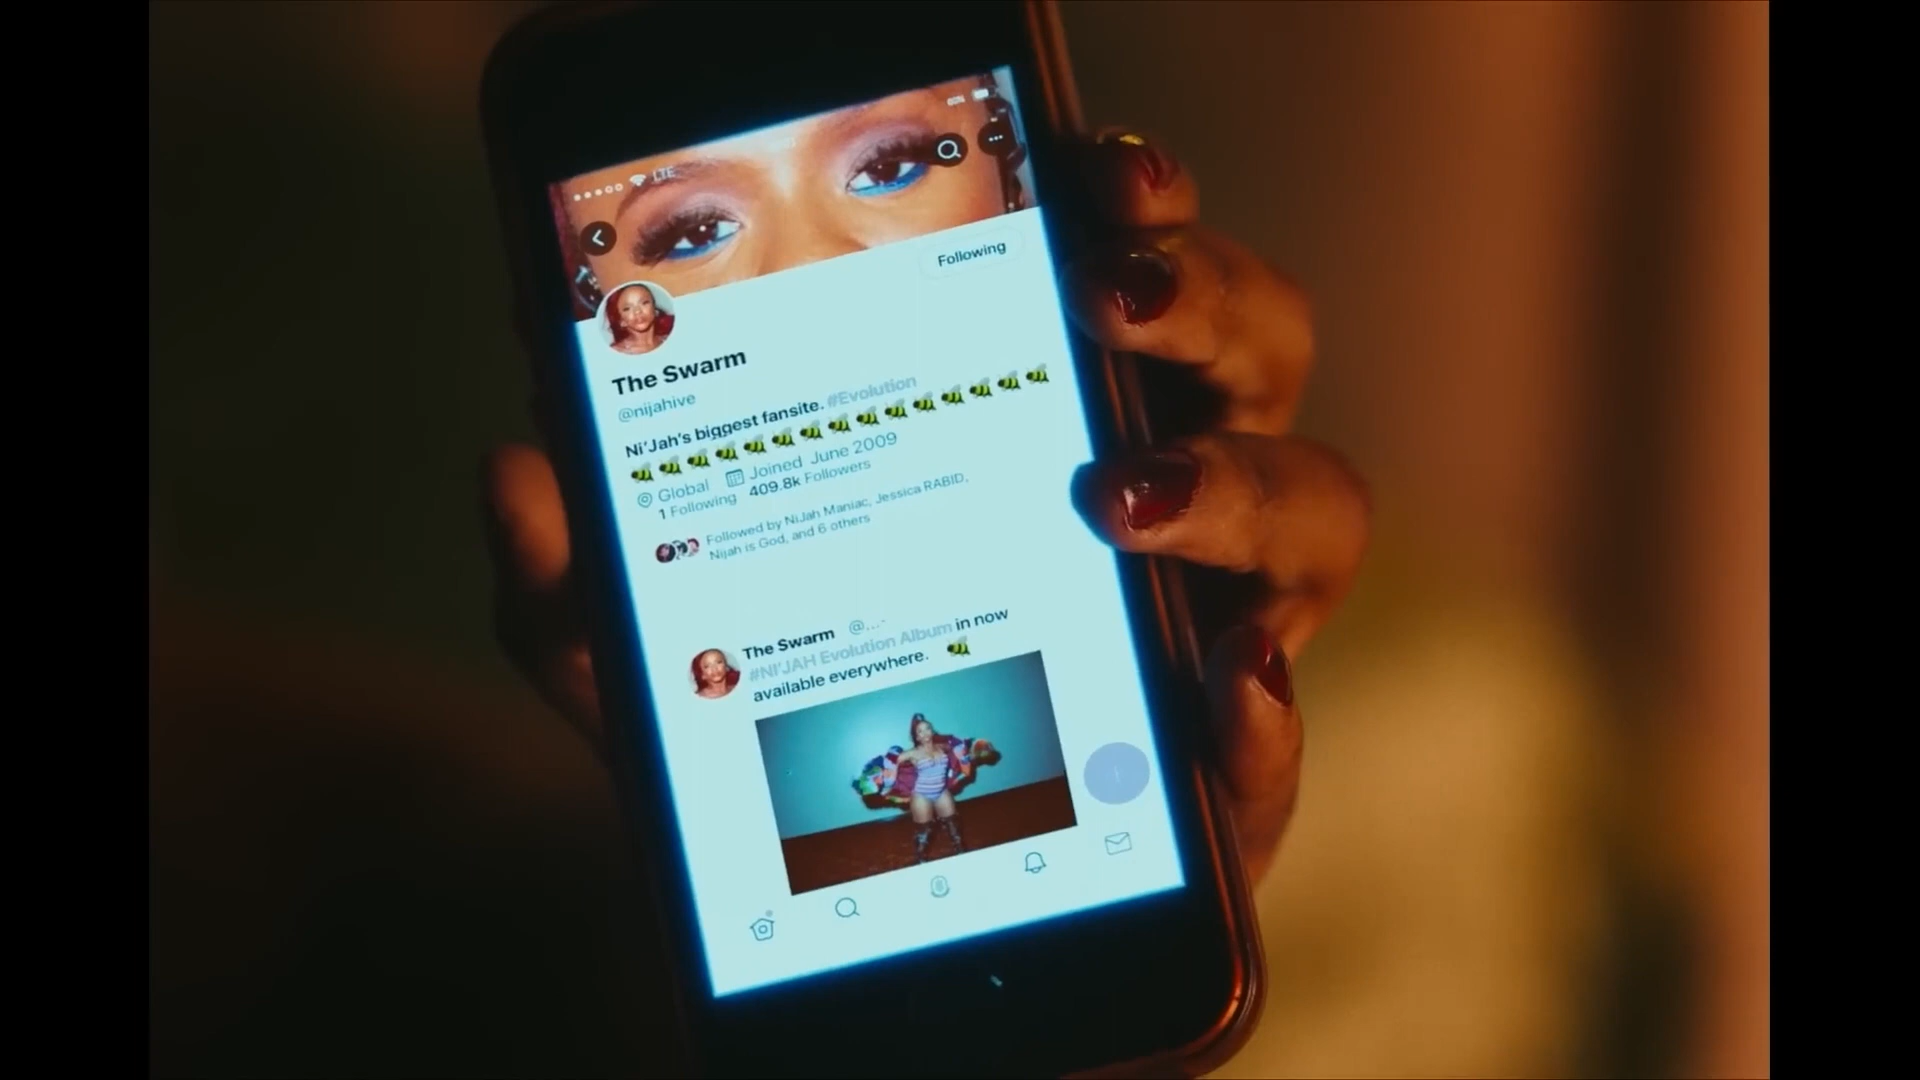 LTE
60%
Following
The Swarm
@nijahive
Ni'Jah's biggest fansite. #Evolution
Global Joined June 2009
1 Following 409.8k Followers
Followed by NiJah Maniac, Jessica RABID,
Nijah is God, and 6 others
The Swarm @...
#NI'JAH Evolution Album in now
available everywhere.